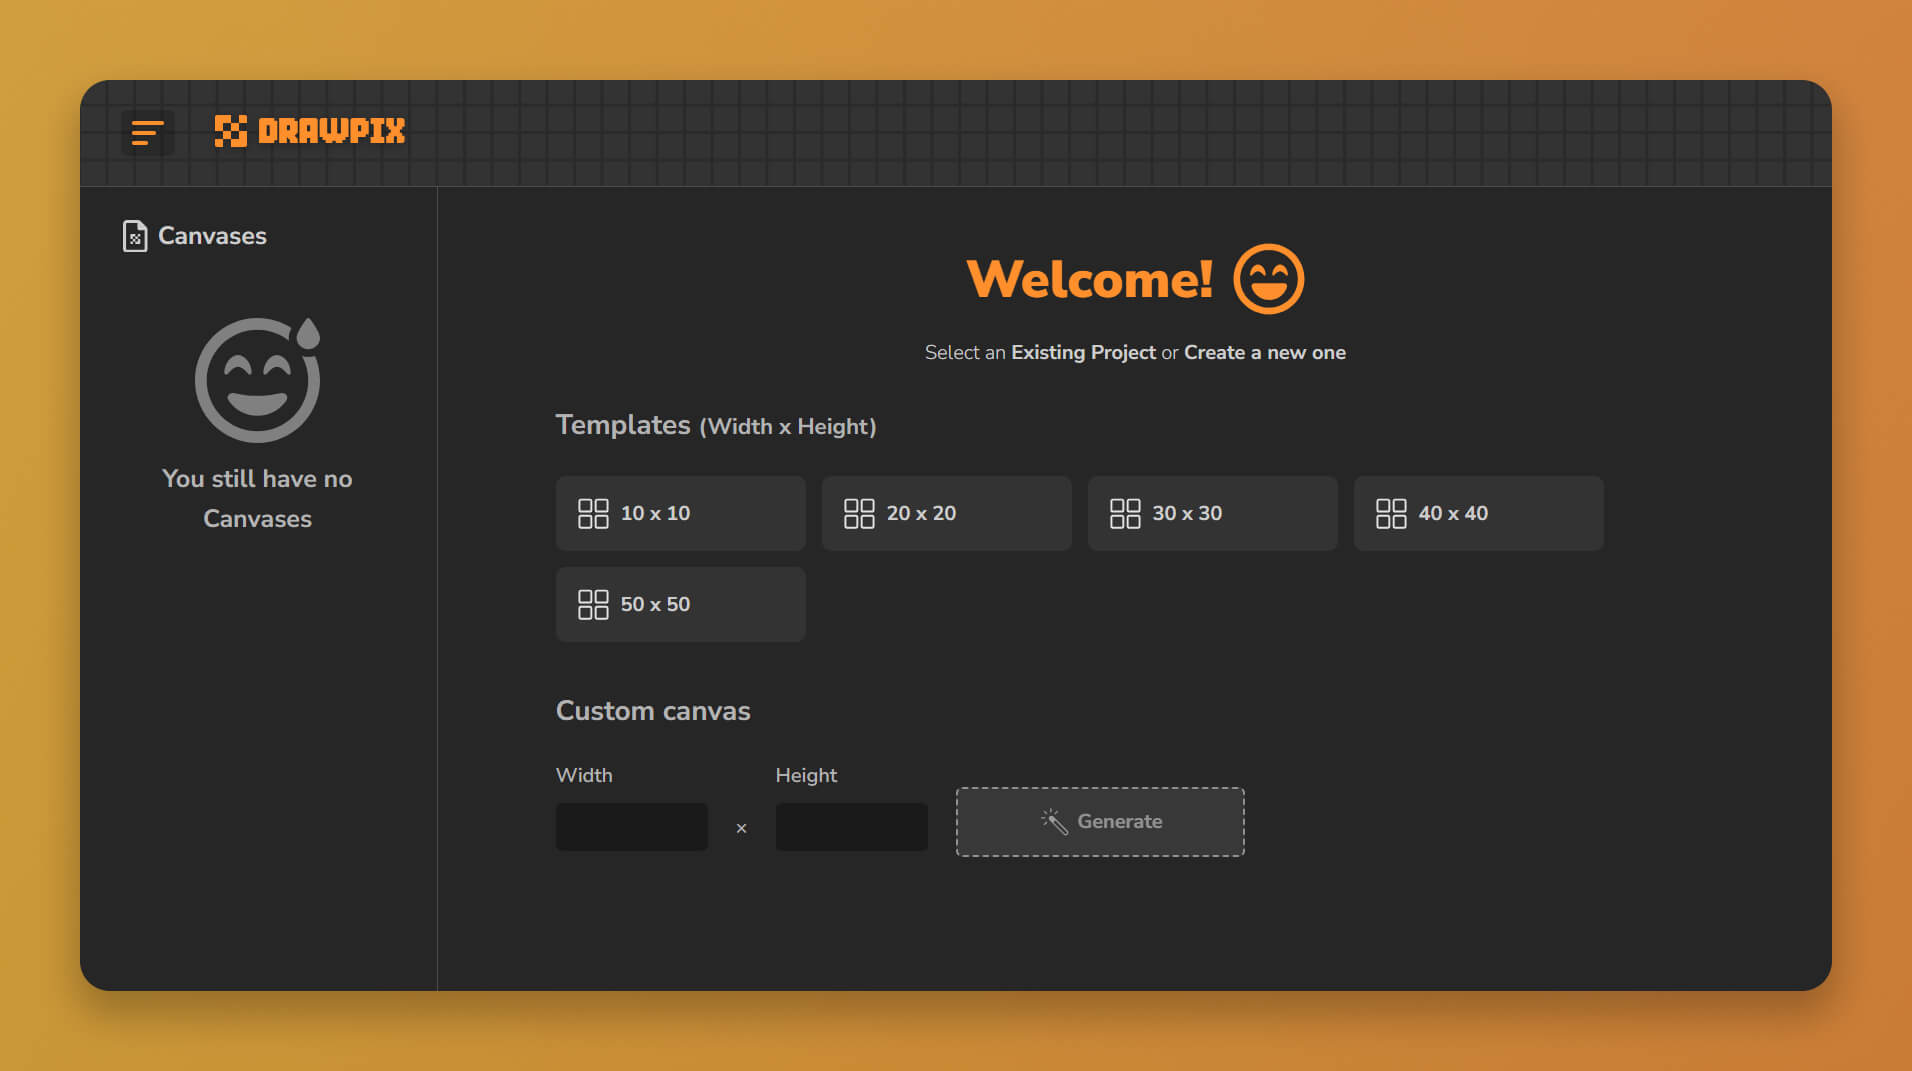 DRAWPIX
Canvases
You still have no
Canvases
Welcome!
Select an Existing Project or Create a new one
Templates (Width x Height)
10 x 10
20 x 20
30 x 30
40 x 40
50 x 50
Custom canvas
Width
Height
×
Generate